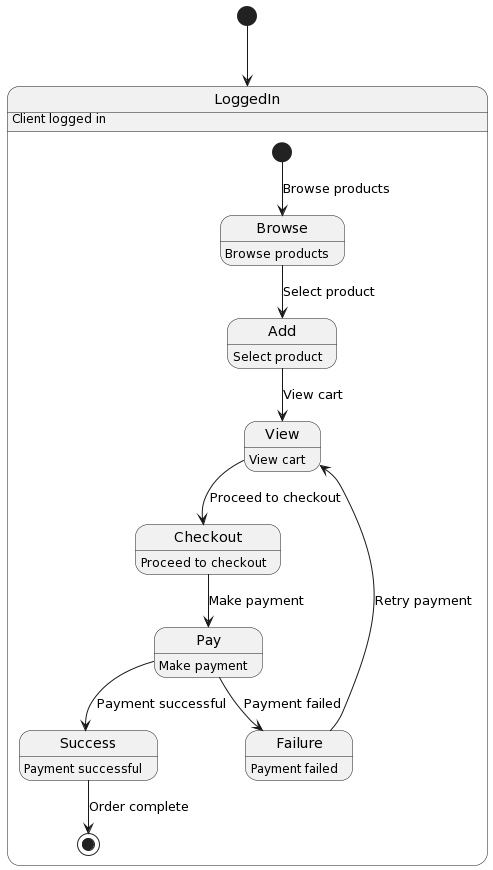 LoggedIn
Client logged in
Browse products
Browse
Browse products
Select product
Add
Select product
View cart
View
View cart
Proceed to checkout
Checkout
Proceed to checkout
Make payment
Retry payment
Pay
Make payment
Payment successful
Payment failed
Success
Payment successful
Failure
Payment failed
Order complete